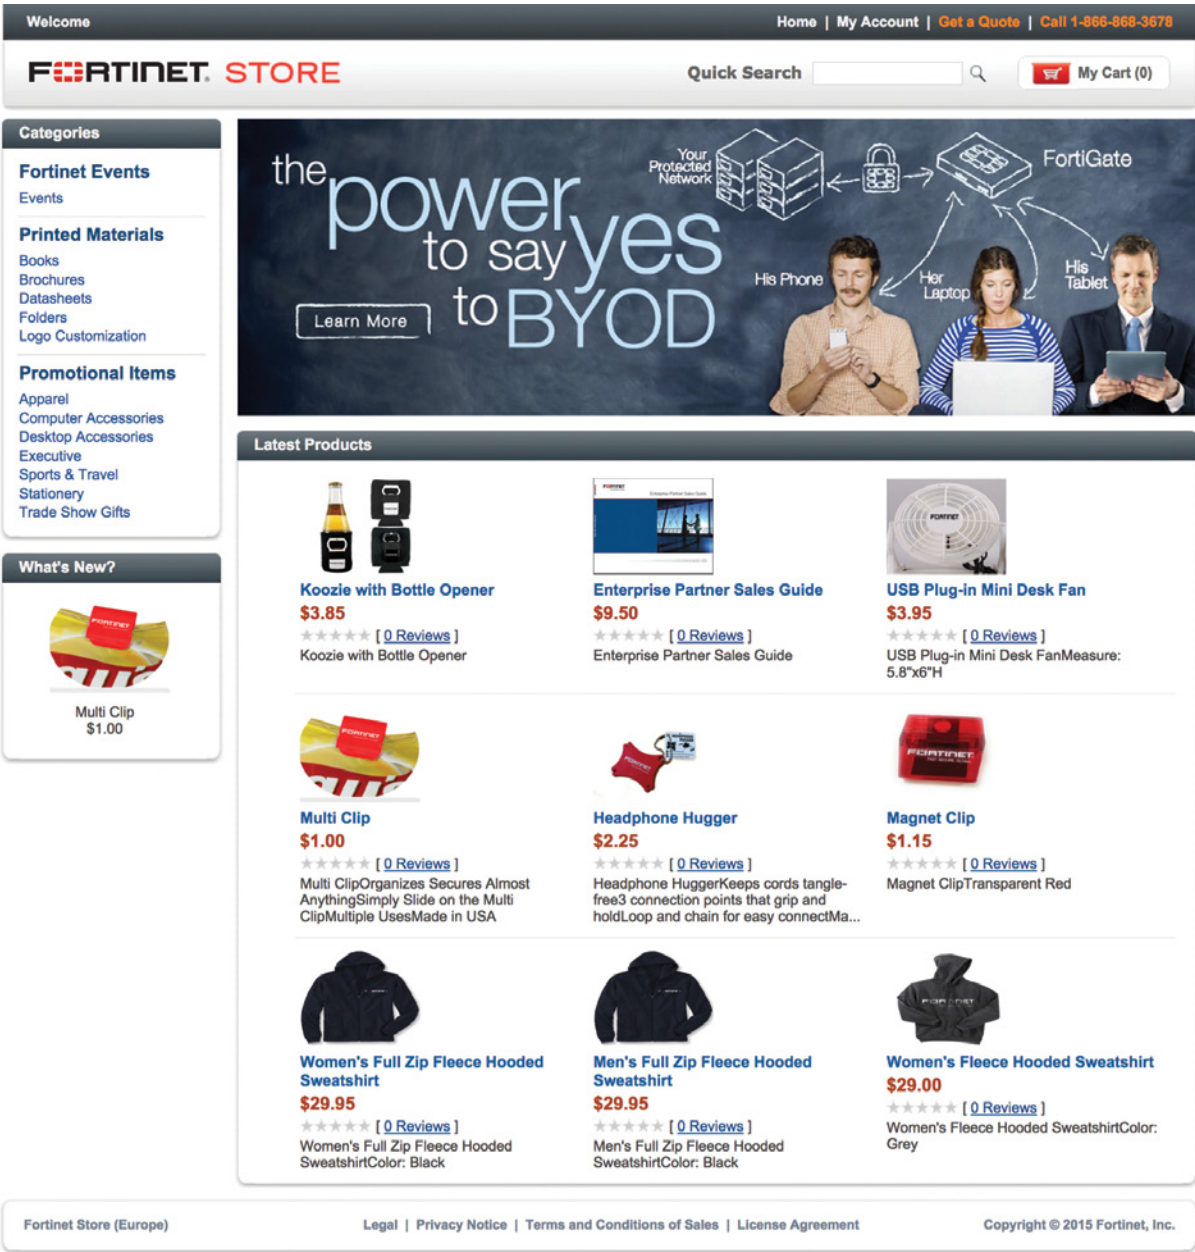 Welcome
Home | My Account | Get a Quote | Call 1-866-868-3678
FORTINET. STORE
Quick Search
My Cart (0)
Categories
Fortinet Events
Events
Printed Materials
Books
Brochures
Datasheets
Folders
Logo Customization
Promotional Items
Apparel
Computer Accessories
Desktop Accessories
Executive
Sports & Travel
Stationery
Trade Show Gifts
What's New?
FORTINET
Multi Clip
$1.00
the
power
to say yes
to BYOD
Learn More
Your
Protected
Network
FortiGate
His Phone
Her
Laptop
His
Tablet
Latest Products
FORTINET
Enterprise Partner Sales Guide
FORTINET
Koozie with Bottle Opener
$3.85
[ 0 Reviews ]
Koozie with Bottle Opener
Enterprise Partner Sales Guide
$9.50
[ 0 Reviews ]
Enterprise Partner Sales Guide
USB Plug-in Mini Desk Fan
$3.95
[ 0 Reviews ]
USB Plug-in Mini Desk FanMeasure:
5.8"x6"H
FORTINET
FORTINET
FORTINET
Multi Clip
$1.00
[ 0 Reviews ]
Multi ClipOrganizes Secures Almost
AnythingSimply Slide on the Multi
ClipMultiple UsesMade in USA
Headphone Hugger
$2.25
[ 0 Reviews ]
Headphone HuggerKeeps cords tangle-
free3 connection points that grip and
holdLoop and chain for easy connectMa...
Magnet Clip
$1.15
[ 0 Reviews ]
Magnet ClipTransparent Red
FORTINET
Women's Full Zip Fleece Hooded
Sweatshirt
$29.95
[ 0 Reviews ]
Women's Full Zip Fleece Hooded
SweatshirtColor: Black
Men's Full Zip Fleece Hooded
Sweatshirt
$29.95
[ 0 Reviews ]
Men's Full Zip Fleece Hooded
SweatshirtColor: Black
Women's Fleece Hooded Sweatshirt
$29.00
[ 0 Reviews ]
Women's Fleece Hooded SweatshirtColor:
Grey
Fortinet Store (Europe)
Legal | Privacy Notice | Terms and Conditions of Sales | License Agreement
Copyright © 2015 Fortinet, Inc.